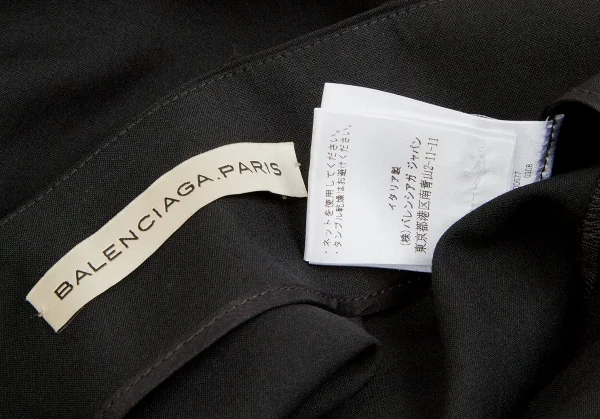 BALENCIAGA.PARIS
・ネットを使用してください。
・タンブル乾燥はお避けください。
イタリア製
(株)バレンシアガ ジャパン
東京都港区南青山2-11-11